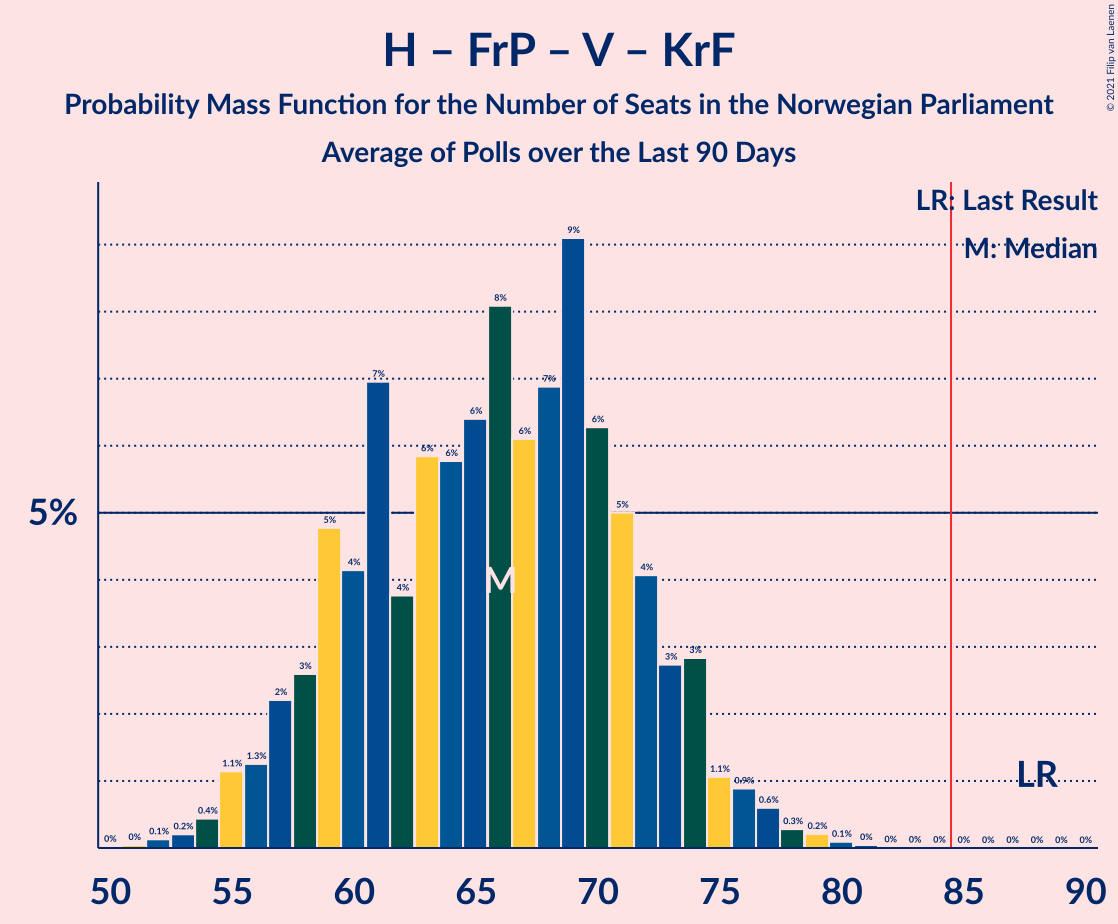 © 2021 Filip van Laenen
H – FrP – V – KrF
Probability Mass Function for the Number of Seats in the Norwegian Parliament
Average of Polls over the Last 90 Days
LR: Last Result
M: Median
5%
0% 0% 0.1% 0.2% 0.4% 1.1% 1.3% 2% 3% 5% 4% 7% 4% 6% 6% 6% 8% 6% 7% 9% 6% 5% 4% 3% 3% 1.1% 0.9% 0.6% 0.3% 0.2% 0.1% 0% 0% 0% 0% 0% 0% 0% 0% 0% 0%
M
LR
50 55 60 65 70 75 80 85 90